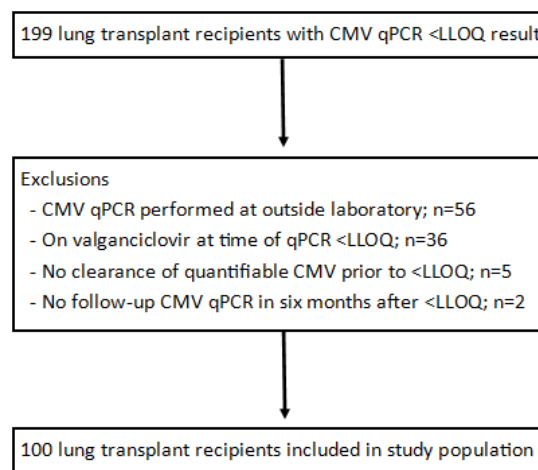 199 lung transplant recipients with CMV qPCR <LLOQ result
Exclusions
- CMV qPCR performed at outside laboratory; n=56
- On valganciclovir at time of qPCR <LLOQ; n=36
- No clearance of quantifiable CMV prior to <LLOQ; n=5
- No follow-up CMV qPCR in six months after <LLOQ; n=2
100 lung transplant recipients included in study population